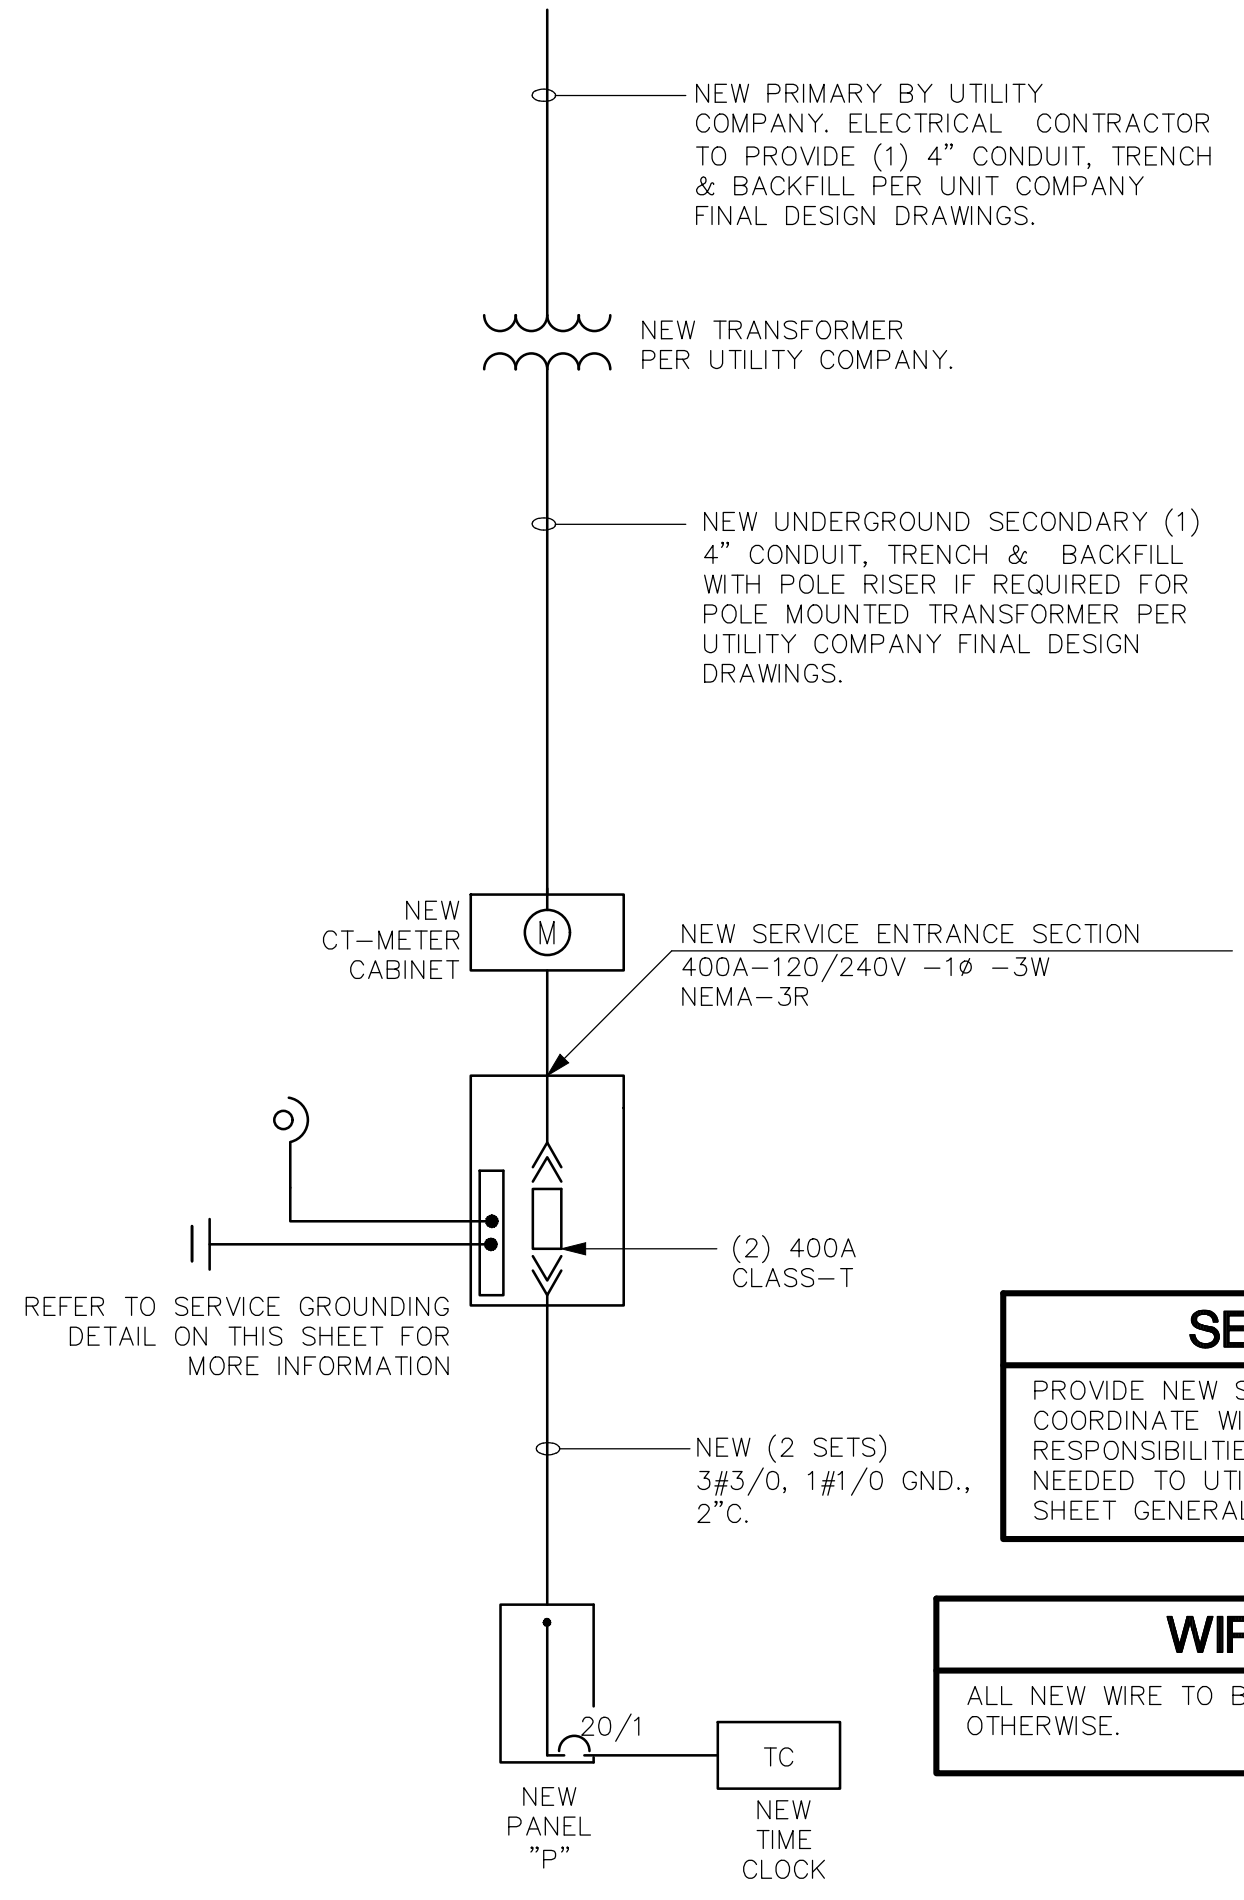 NEW PRIMARY BY UTILITY
COMPANY. ELECTRICAL CONTRACTOR
TO PROVIDE (1) 4” CONDUIT, TRENCH
& BACKFILL PER UNIT COMPANY
FINAL DESIGN DRAWINGS.
NEW TRANSFORMER
PER UTILITY COMPANY.
NEW UNDERGROUND SECONDARY (1)
4” CONDUIT, TRENCH & BACKFILL
WITH POLE RISER IF REQUIRED FOR
POLE MOUNTED TRANSFORMER PER
UTILITY COMPANY FINAL DESIGN
DRAWINGS.
NEW
CT-METER
CABINET
M
NEW SERVICE ENTRANCE SECTION
400A-120/240V -1ø -3W
NEMA-3R
(2) 400A
CLASS-T
REFER TO SERVICE GROUNDING
DETAIL ON THIS SHEET FOR
MORE INFORMATION
NEW (2 SETS)
3#3/0, 1#1/0 GND.,
2”C.
20/1
TC
NEW
PANEL
"P"
NEW
TIME
CLOCK
SE
PROVIDE NEW S
COORDINATE WI
RESPONSIBILITIE
NEEDED TO UTI
SHEET GENERAL
WIR
ALL NEW WIRE TO B
OTHERWISE.